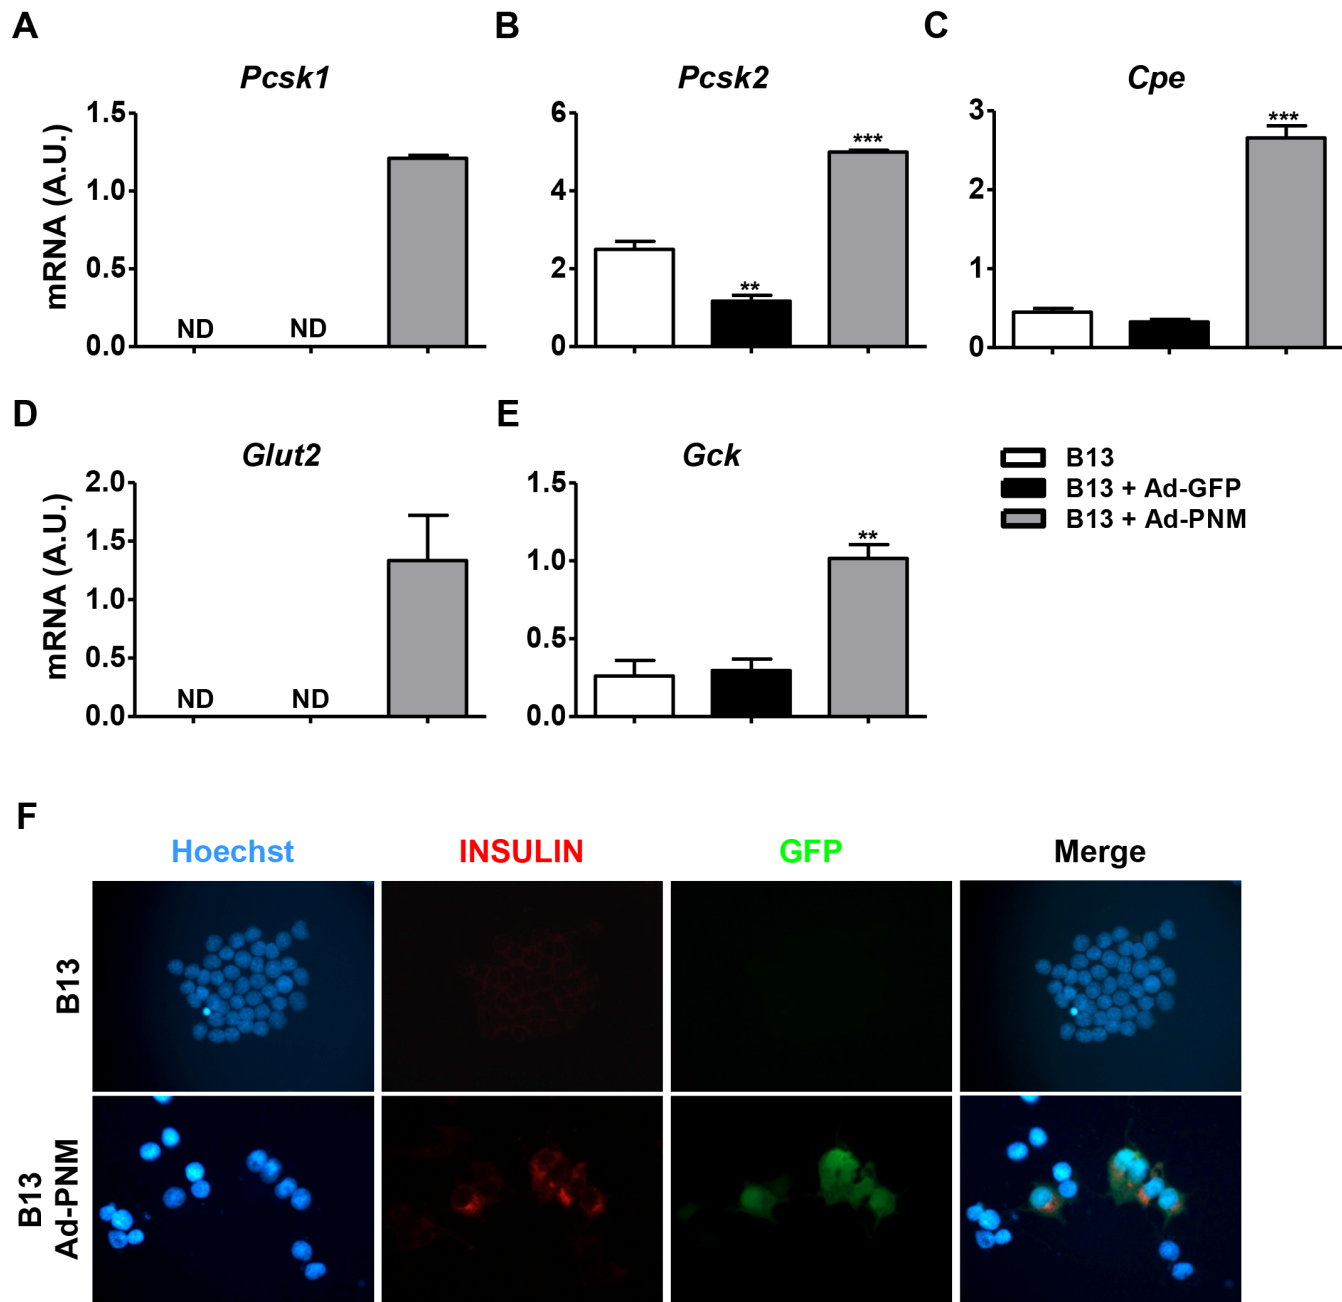 A
B
C
Pcsk1
Pcsk2
Cpe
mRNA (A.U.)
1.5
1.0
0.5
0.0
ND
ND
6
4
2
0
**
***
3
2
1
0
***
D
E
Glut2
Gck
mRNA (A.U.)
2.0
1.5
1.0
0.5
0.0
ND
ND
1.5
1.0
0.5
0.0
**
B13
B13 + Ad-GFP
B13 + Ad-PNM
F
Hoechst
INSULIN
GFP
Merge
B13
B13
Ad-PNM